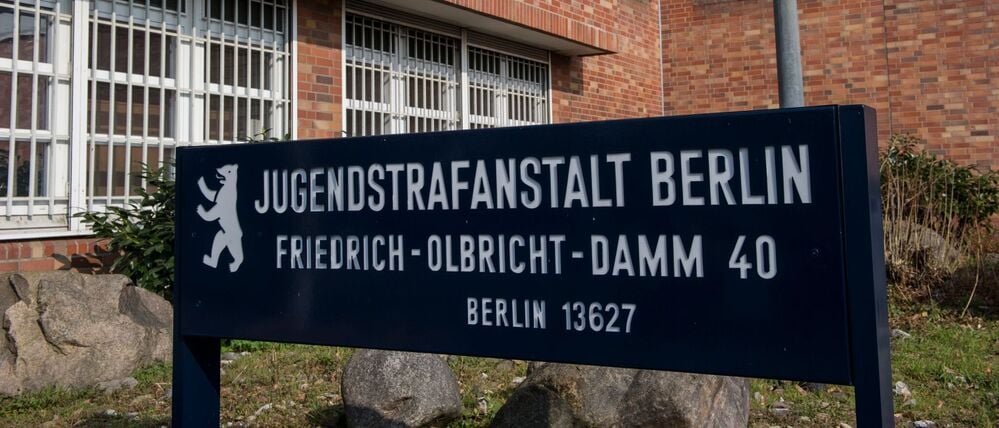 JUGENDSTRAFANSTALT BERLIN
FRIEDRICH-OLBRICHT-DAMM 40
BERLIN 13627